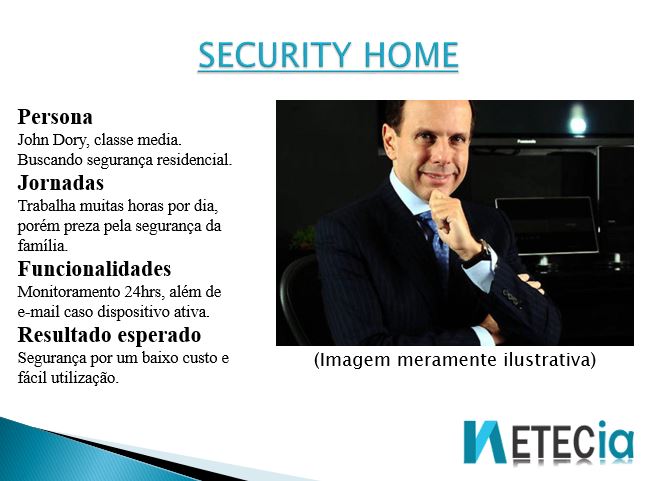 SECURITY HOME
Persona
John Dory, classe media.
Buscando segurança residencial.
Jornadas
Trabalha muitas horas por dia,
porém preza pela segurança da
família.
Funcionalidades
Monitoramento 24hrs, além de
e-mail caso dispositivo ativa.
Resultado esperado
Segurança por um baixo custo e
fácil utilização.
Panasonic
(Imagem meramente ilustrativa)
ETECia